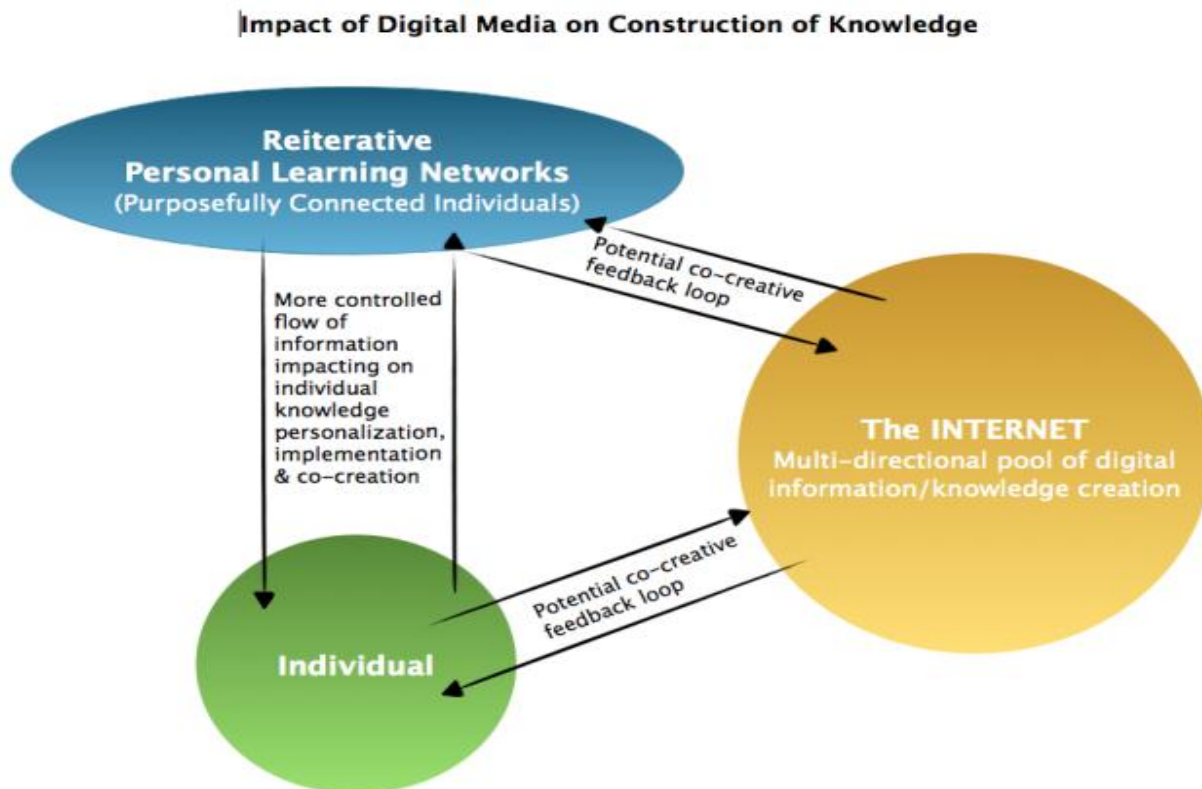 Impact of Digital Media on Construction of Knowledge
Reiterative
Personal Learning Networks
(Purposefully Connected Individuals)
Potential co-creative
feedback loop
More controlled
flow of
information
impacting on
individual
knowledge
personalization,
implementation
& co-creation
The INTERNET
Multi-directional pool of digital
information/knowledge creation
Potential co-creative
feedback loop
Individual